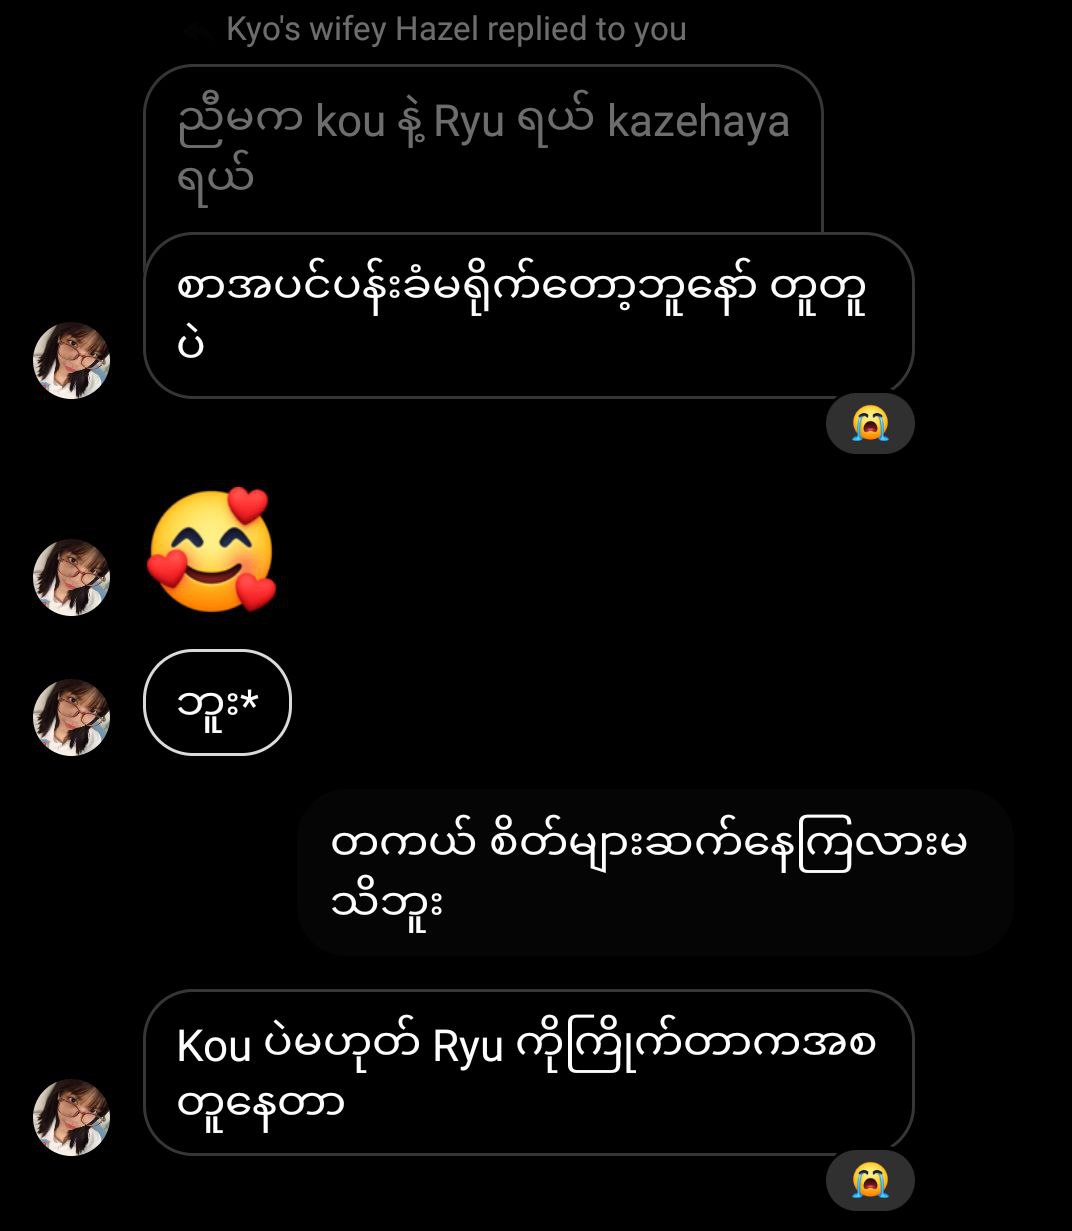 Kyo's wifey Hazel replied to you
ညီမက kou နဲ့ Ryu ရယ် kazehaya
ရယ်
စာအပင်ပန်းခံမရိုက်တော့ဘူနော် တူတူ
ပဲ
ဘူး*
တကယ် စိတ်များဆက်နေကြလားမ
သိဘူး
Kou ပဲမဟုတ် Ryu ကိုကြိုက်တာကအစ
တူနေတာ